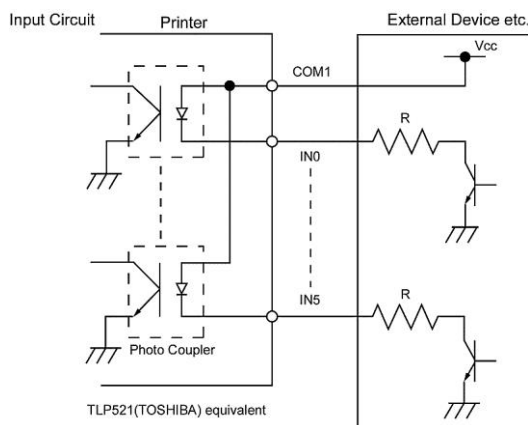 Input Circuit
Printer
External Device etc.
Vcc
COM1
R
IN0
R
IN5
Photo Coupler
TLP521(TOSHIBA) equivalent